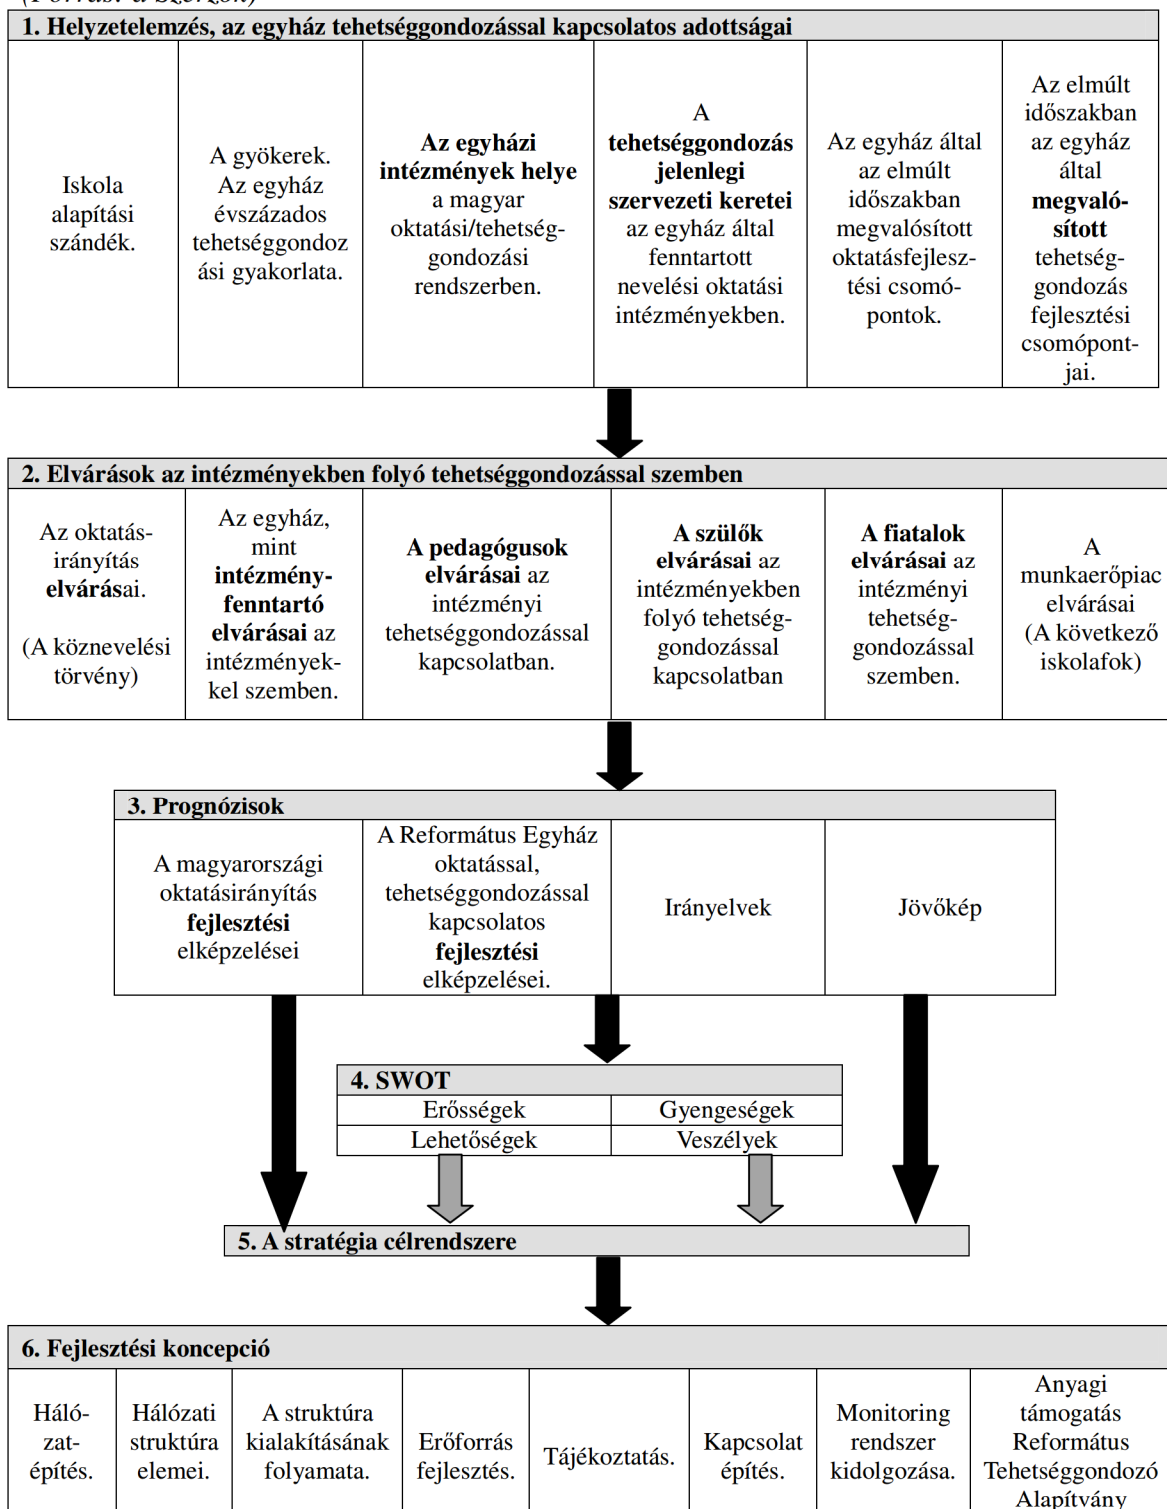 (Forrás: a Szerzők)
1. Helyzetelemzés, az egyház tehetséggondozással kapcsolatos adottságai
Iskola
alapítási
szándék.
A gyökerek.
Az egyház
évszázados
tehetséggondoz
ási gyakorlata.
Az egyházi
intézmények helye
a magyar
oktatási/tehetség-
gondozási
rendszerben.
A
tehetséggondozás
jelenlegi
szervezeti keretei
az egyház által
fenntartott
nevelési oktatási
intézményekben.
Az egyház által
az elmúlt
időszakban
megvalósított
oktatásfejlesz-
tési csomó-
pontok.
Az elmúlt
időszakban
az egyház
által
megvaló-
sított
tehetség-
gondozás
fejlesztési
csomópont-
jai.
2. Elvárások az intézményekben folyó tehetséggondozással szemben
Az oktatás-
irányítás
elvárásai.
(A köznevelési
törvény)
Az egyház,
mint
intézmény-
fenntartó
elvárásai az
intézmények-
kel szemben.
A pedagógusok
elvárásai az
intézményi
tehetséggondozással
kapcsolatban.
A szülők
elvárásai az
intézményekben
folyó tehetség-
gondozással
kapcsolatban
A fiatalok
elvárásai az
intézményi
tehetség-
gondozással
szemben.
A
munkaerőpiac
elvárásai
(A következő
iskolafok)
3. Prognózisok
A magyarországi
oktatásirányítás
fejlesztési
elképzelései
A Református Egyház
oktatással,
tehetséggondozással
kapcsolatos
fejlesztési
elképzelései.
Irányelvek
Jövőkép
4. SWOT
Erősségek
Gyengeségek
Lehetőségek
Veszélyek
5. A stratégia célrendszere
6. Fejlesztési koncepció
Háló-
zat-
építés.
Hálózati
struktúra
elemei.
A struktúra
kialakításának
folyamata.
Erőforrás
fejlesztés.
Tájékoztatás.
Kapcsolat
építés.
Monitoring
rendszer
kidolgozása.
Anyagi
támogatás
Református
Tehetséggondozó
Alapítvány